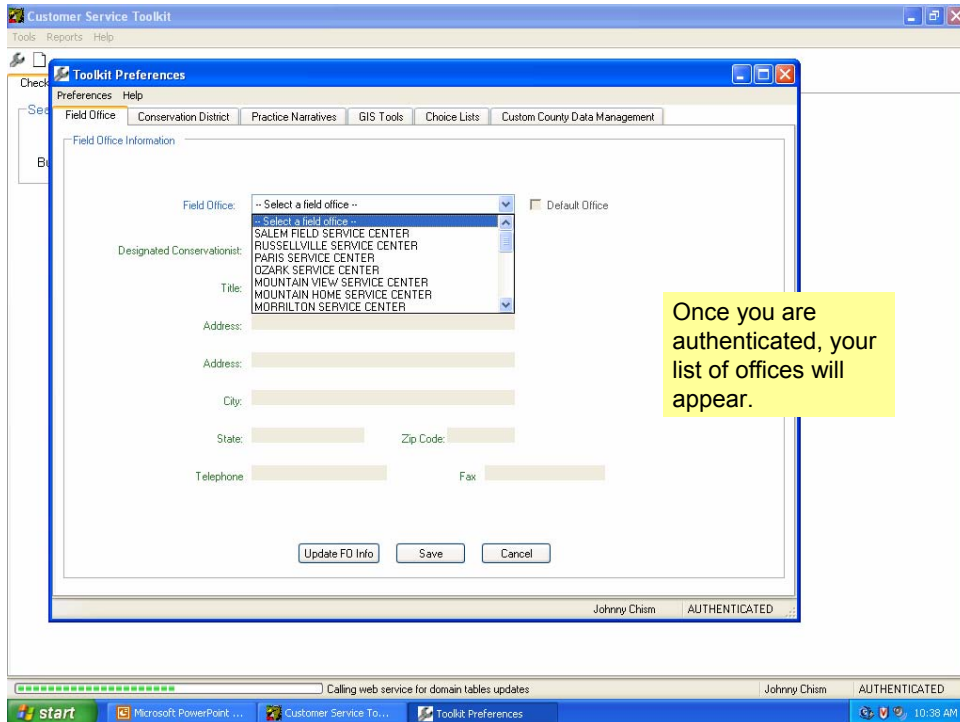 Customer Service Toolkit
Tools Reports Help
Toolkit Preferences
Check
Preferences Help
See
Field Office Conservation District Practice Narratives GIS Tools Choice Lists Custom County Data Management
Field Office Information
Bu
Field Office: -- Select a field office -- Default Office
-- Select a field office --
SALEM FIELD SERVICE CENTER
RUSSELLVILLE SERVICE CENTER
Designated Conservationist: PARIS SERVICE CENTER
OZARK SERVICE CENTER
MOUNTAIN VIEW SERVICE CENTER
Title: MOUNTAIN HOME SERVICE CENTER
MORRILTON SERVICE CENTER
Once you are
authenticated, your
list of offices will
appear.
Address:
Address:
City:
State: Zip Code:
Telephone Fax
Update FO Info Save Cancel
Johnny Chism AUTHENTICATED
Calling web service for domain tables updates Johnny Chism AUTHENTICATED
start Microsoft PowerPoint ... Customer Service To... Toolkit Preferences 10:38 AM